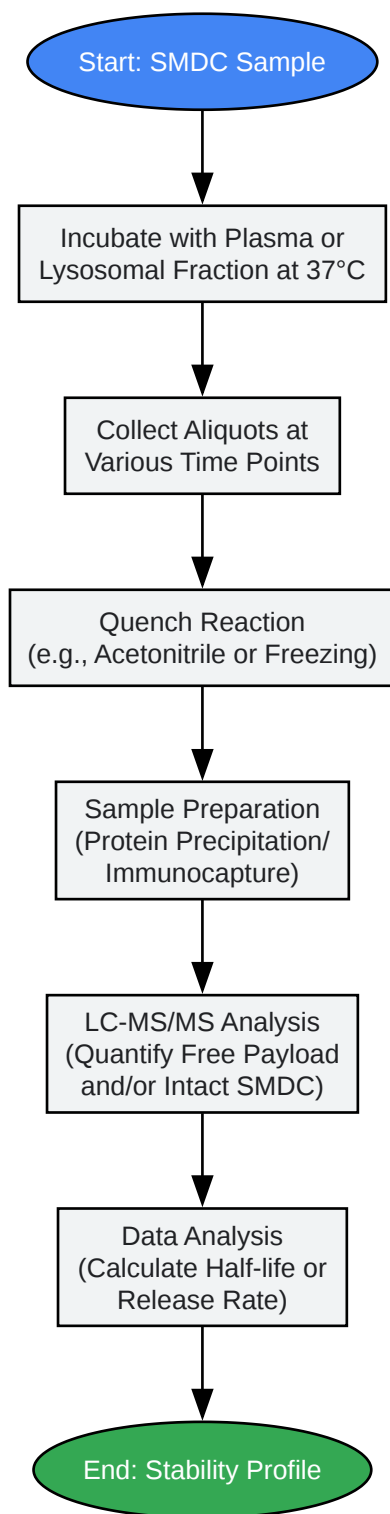 Start: SMDC Sample
Incubate with Plasma or
Lysosomal Fraction at 37°C
Collect Aliquots at
Various Time Points
Quench Reaction
(e.g., Acetonitrile or Freezing)
Sample Preparation
(Protein Precipitation/
Immunocapture)
LC-MS/MS Analysis
(Quantify Free Payload
and/or Intact SMDC)
Data Analysis
(Calculate Half-life or
Release Rate)
End: Stability Profile